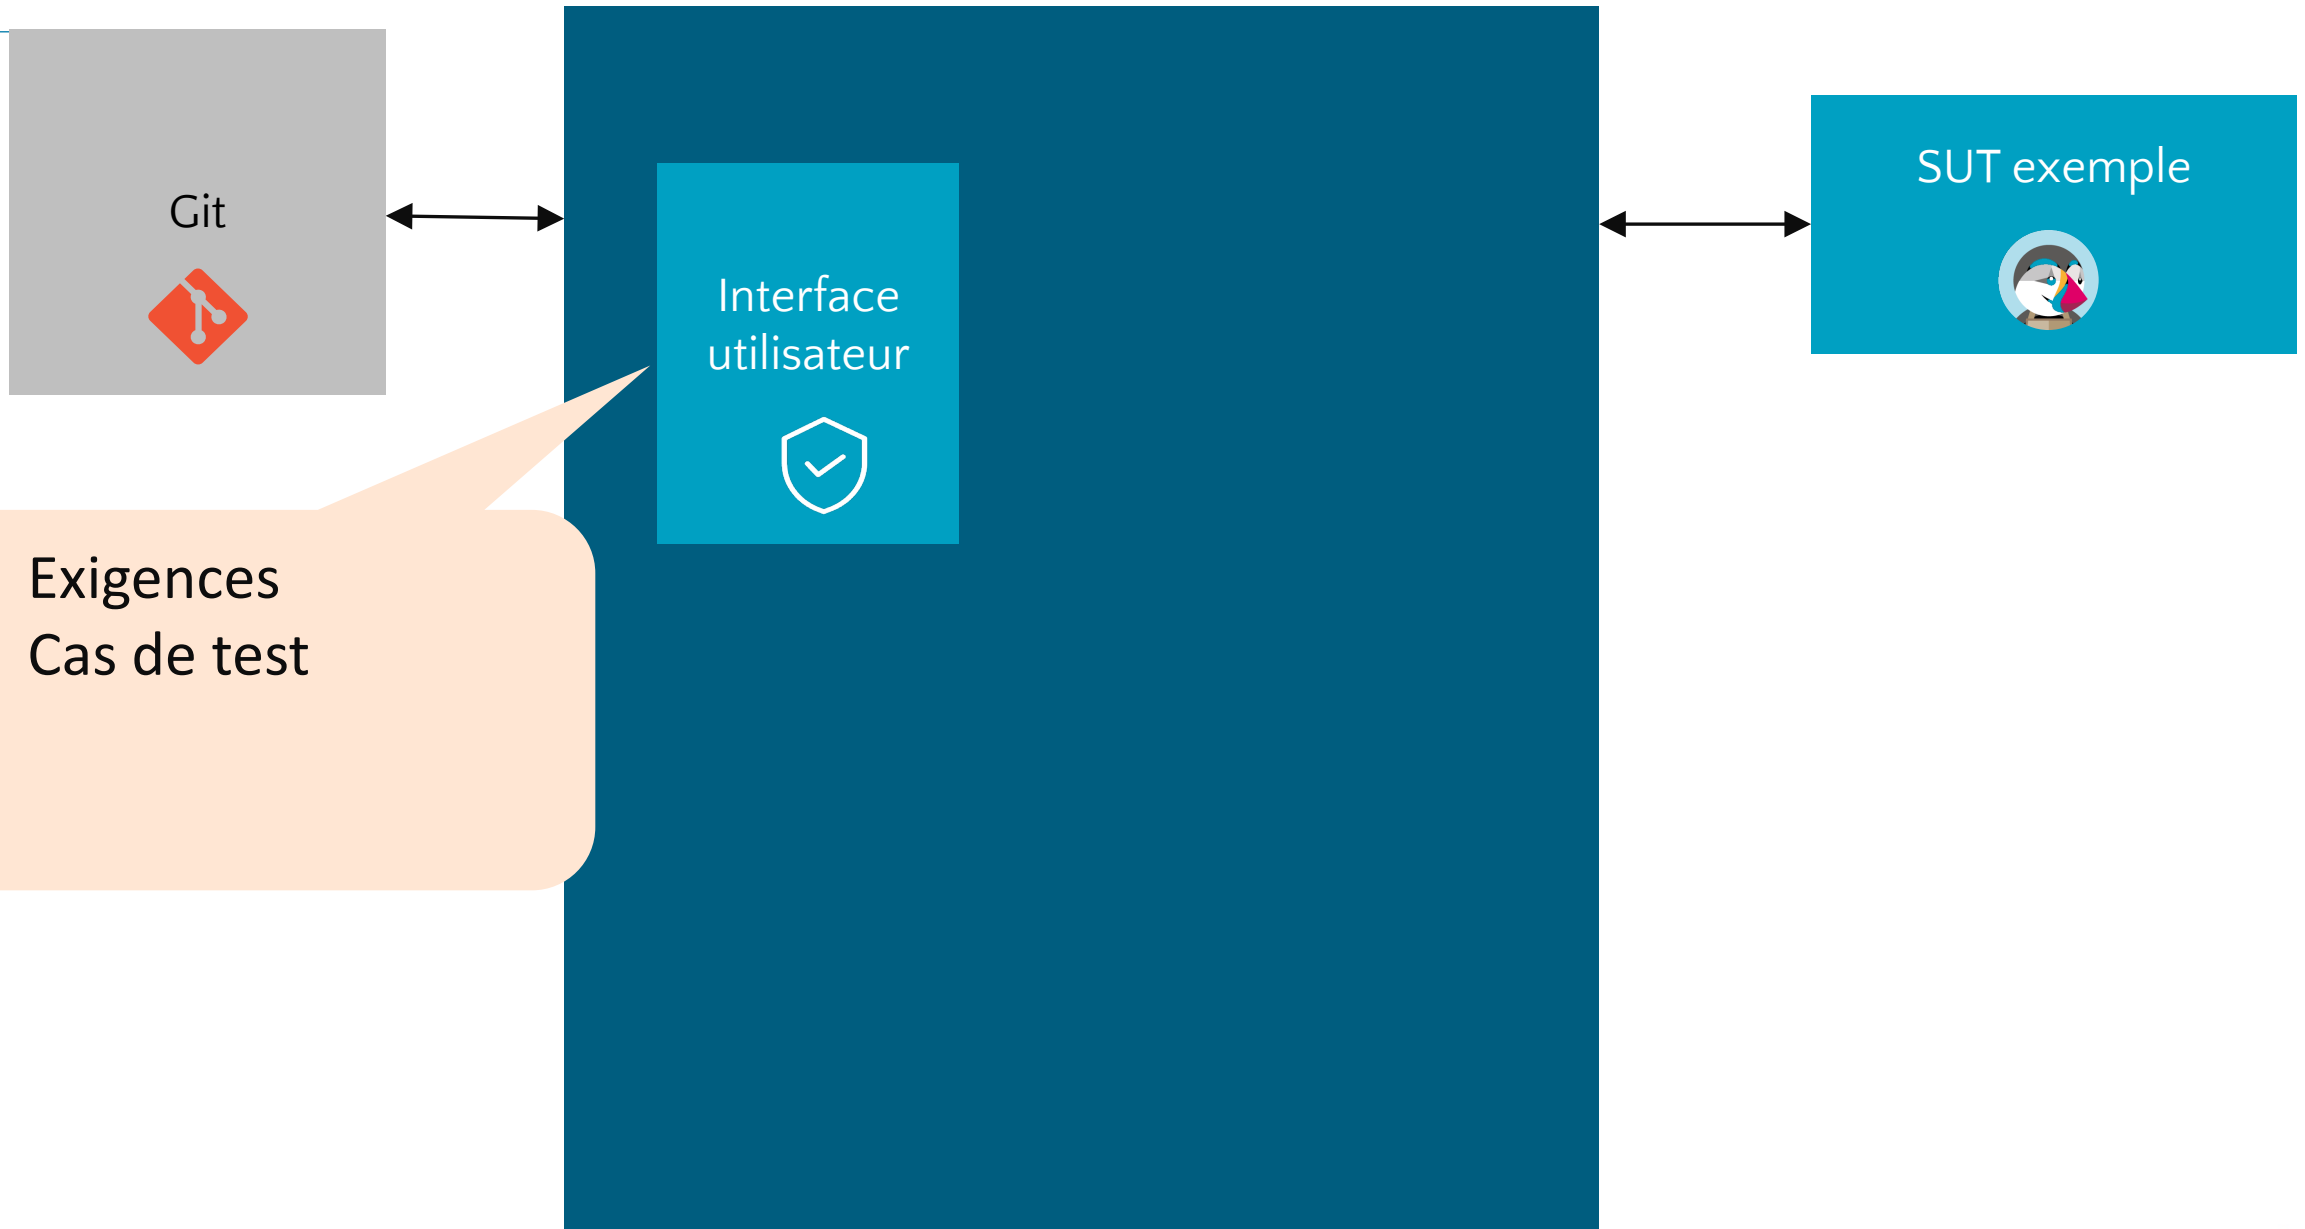 Git
SUT exemple
Interface
utilisateur
Exigences
Cas de test